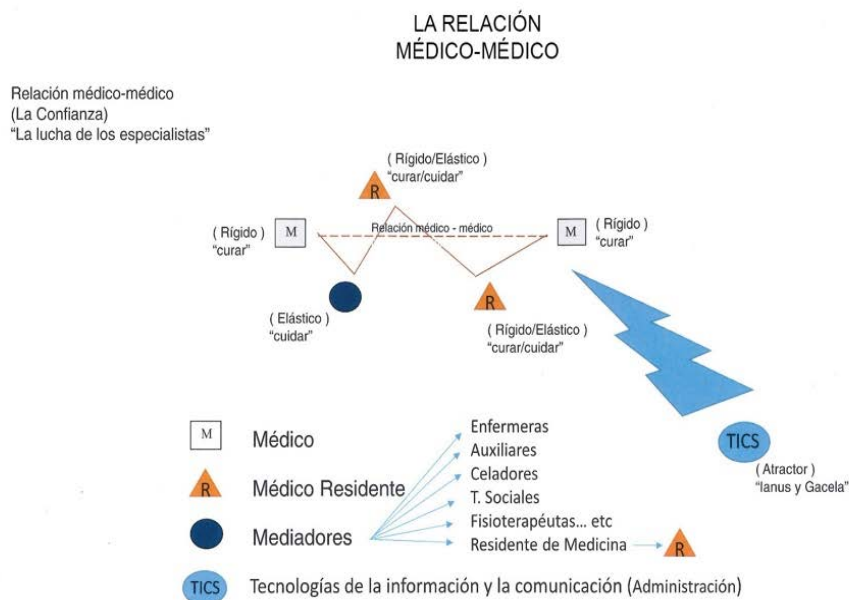 LA RELACIÓN
MÉDICO-MÉDICO
Relación médico-médico
(La Confianza)
"La lucha de los especialistas"
( Rígido/Elástico )
"curar/cuidar"
R
( Rígido )
"curar"
M
Relación médico - médico
M
( Rígido )
"curar"
( Elástico )
"cuidar"
R
( Rígido/Elástico )
"curar/cuidar"
TICS
( Atractor )
"Ianus y Gacela"
M Médico
R Médico Residente
Mediadores
Enfermeras
Auxiliares
Celadores
T. Sociales
Fisioterapéutas... etc
Residente de Medicina
R
TICS Tecnologías de la información y la comunicación (Administración)